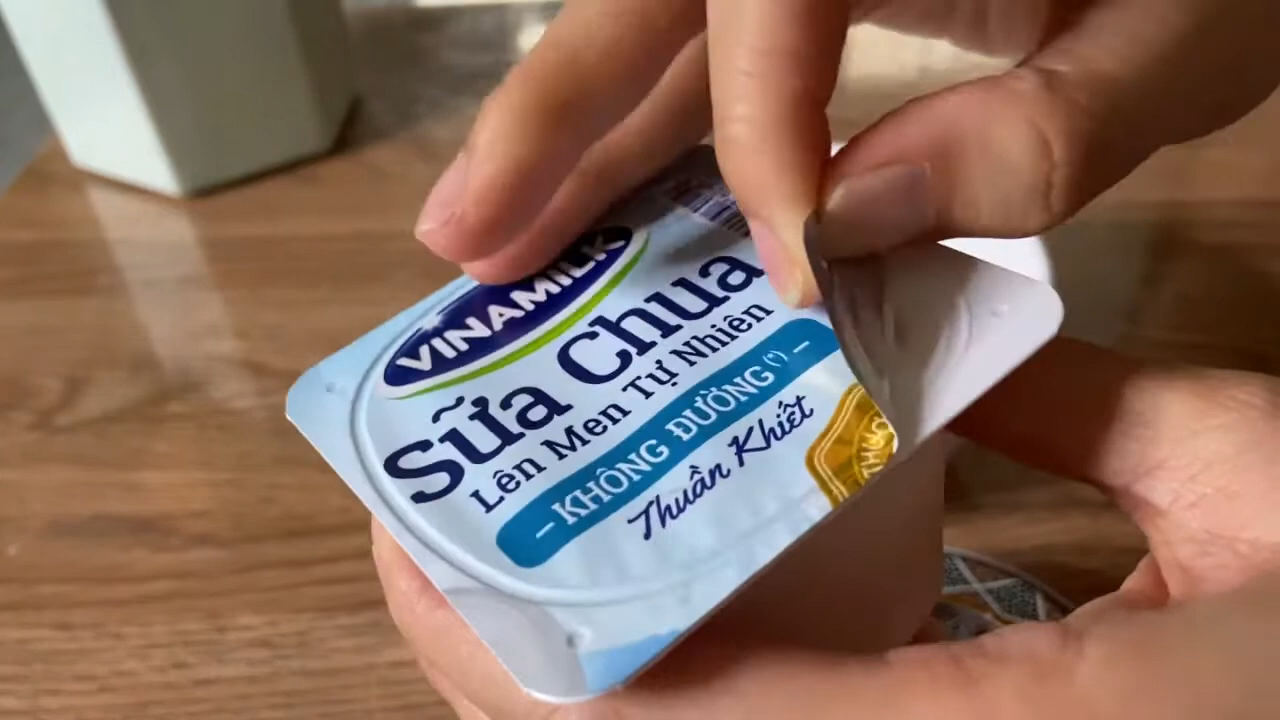 VINAMILK
Sữa Chua
Lên Men Tự Nhiên
- KHÔNG ĐƯỜNG(*) -
Thuần Khiết